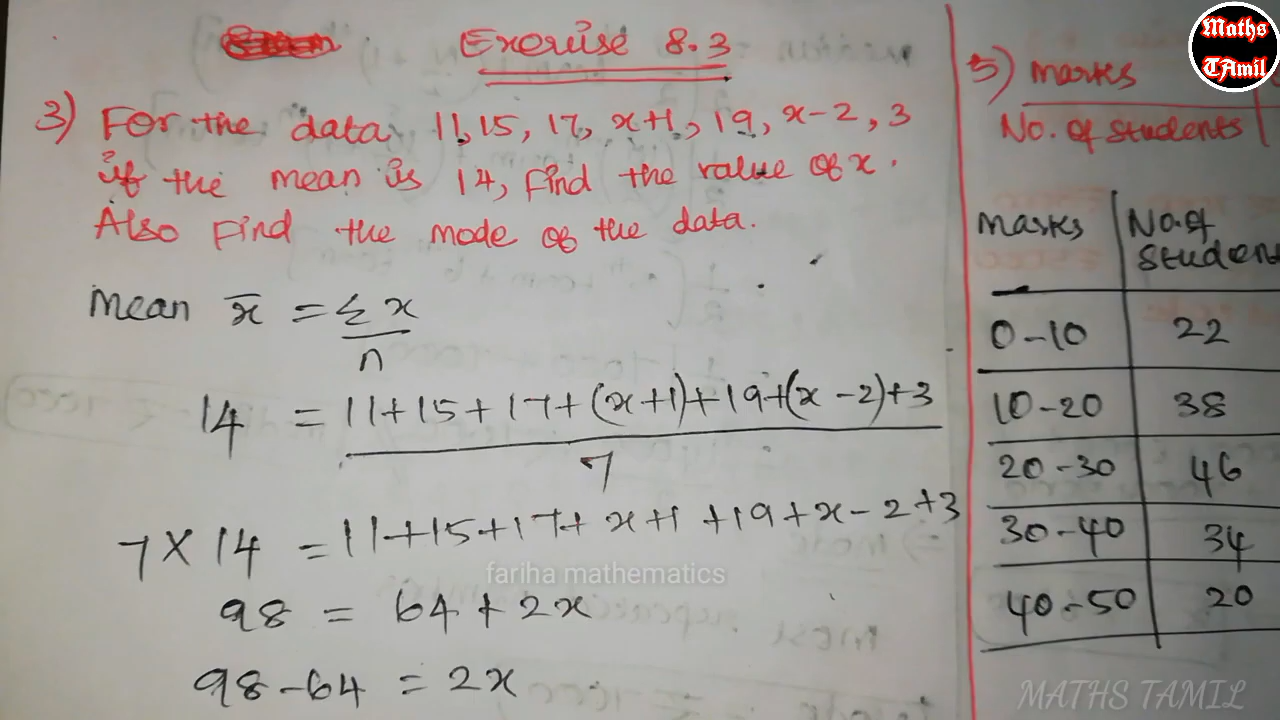 Exercise 8.3
3) For the data 11, 15, 17, x+1, 19, x-2, 3
if the mean is 14, Find the value of x.
Also Find the mode of the data.
Mean x̄ = Σx
n
14 = 11+15+17+(x+1)+19+(x-2)+3
7
7 × 14 = 11+15+17+x+1+19+x-2+3
fariha mathematics
98 = 64+2x
98-64 = 2x
Maths
TAmil
5) marks
No. of students
marks No. of
student
0-10 22
10-20 38
20-30 46
30-40 34
40-50 20
MATHS TAMIL